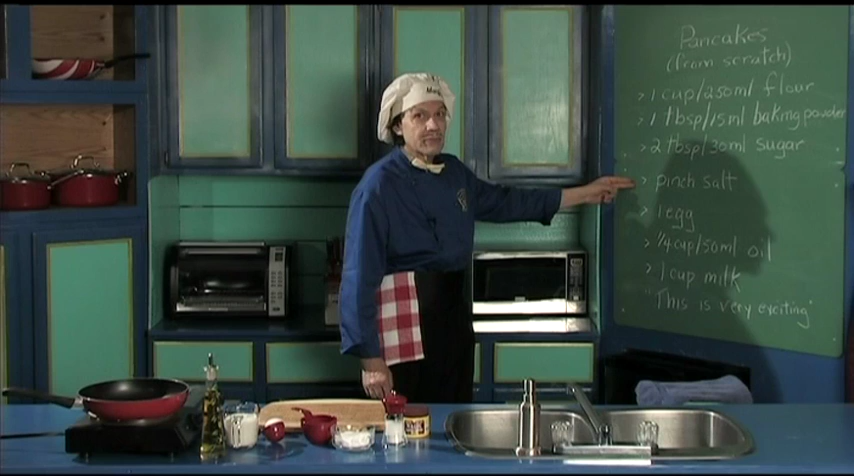 Pancakes
(from scratch)
> 1 cup/250ml flour
> 1 tbsp/15ml baking powder
> 2 tbsp/30ml sugar
> pinch salt
> 1 egg
> 1/4 cup/50ml oil
> 1 cup milk
"This is very exciting"